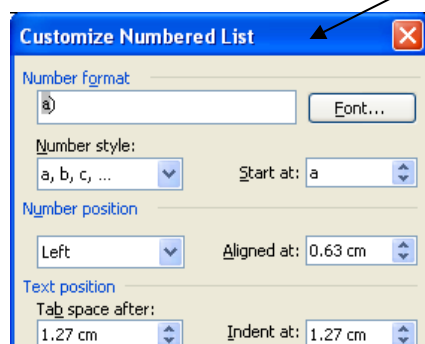 Customize Numbered List
Number format
a)
Font...
Number style:
a, b, c, ...
Start at: a
Number position
Left
Aligned at: 0.63 cm
Text position
Tab space after:
1.27 cm
Indent at: 1.27 cm